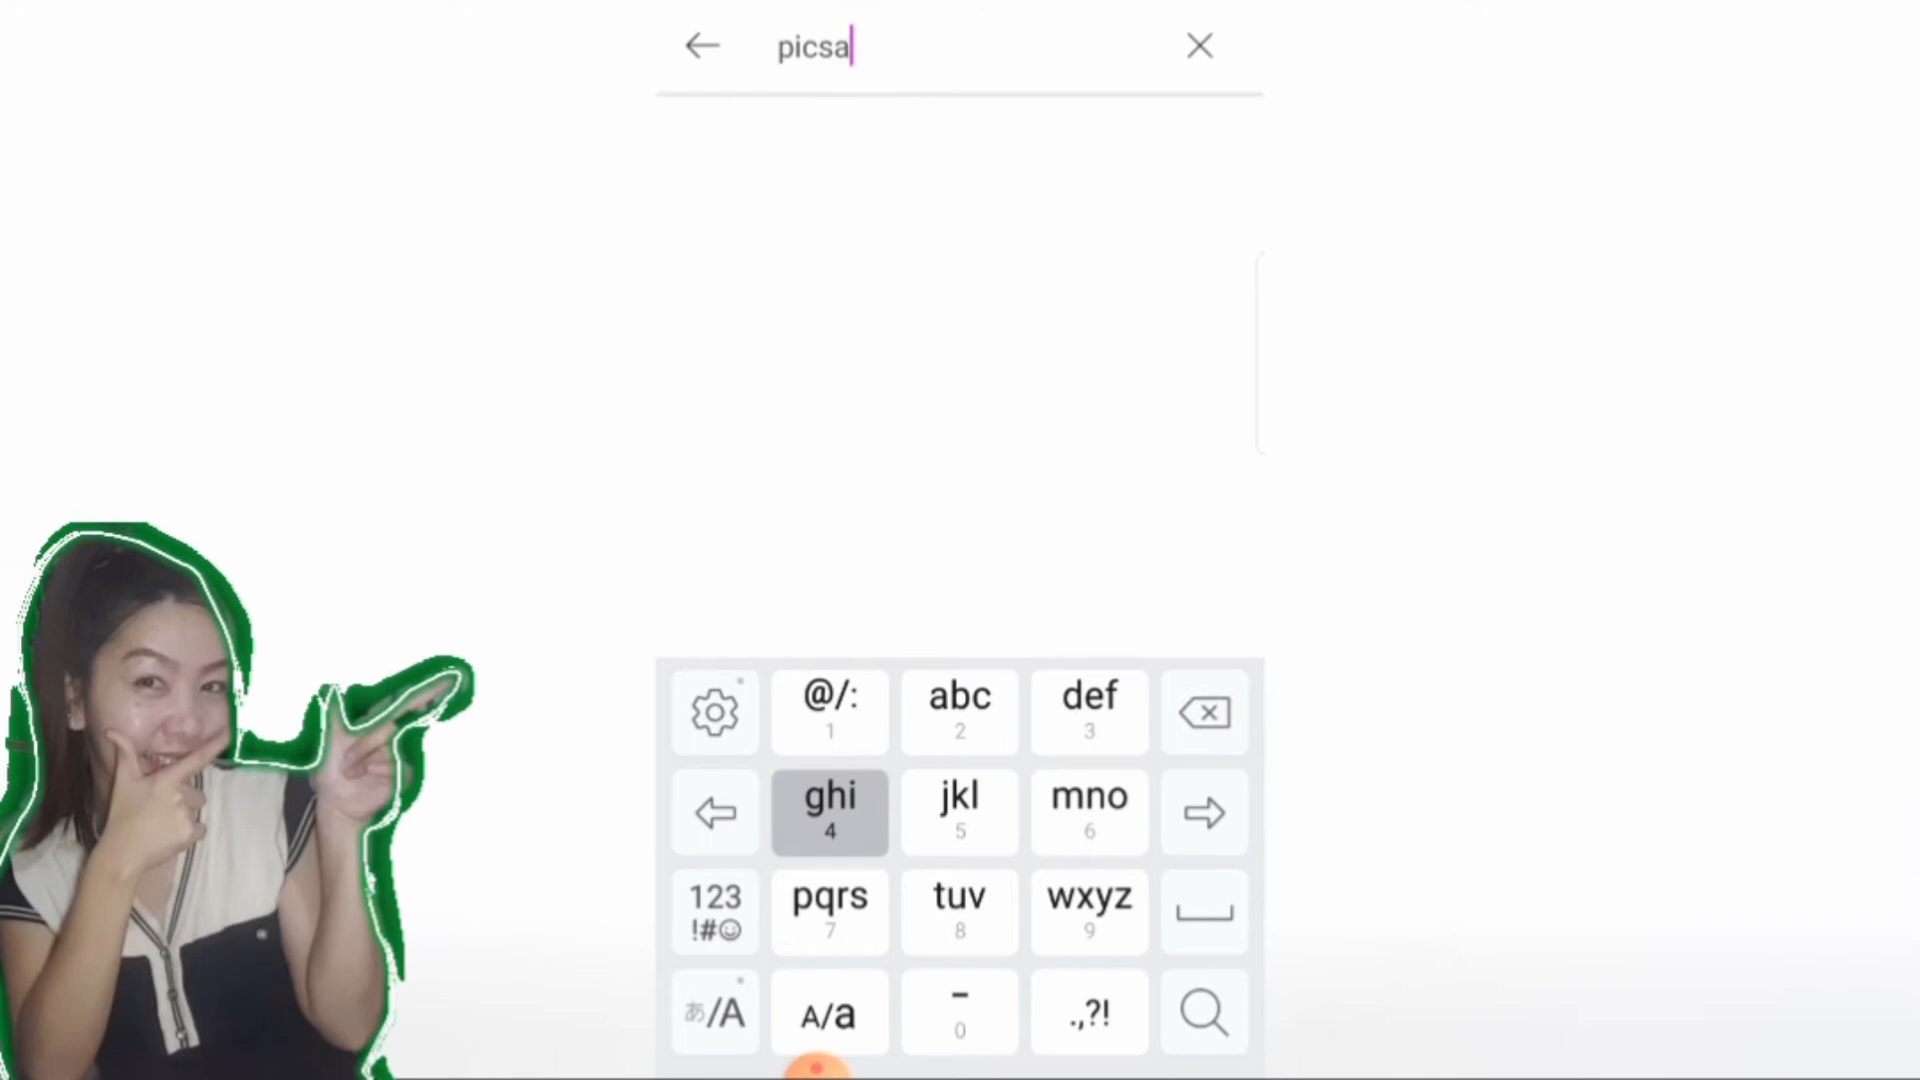 picsa
@/:
1
abc
2
def
3
ghi
4
jkl
5
mno
6
123
!#☺
pqrs
7
tuv
8
wxyz
9
あ/A
A/a
-
0
.,?!